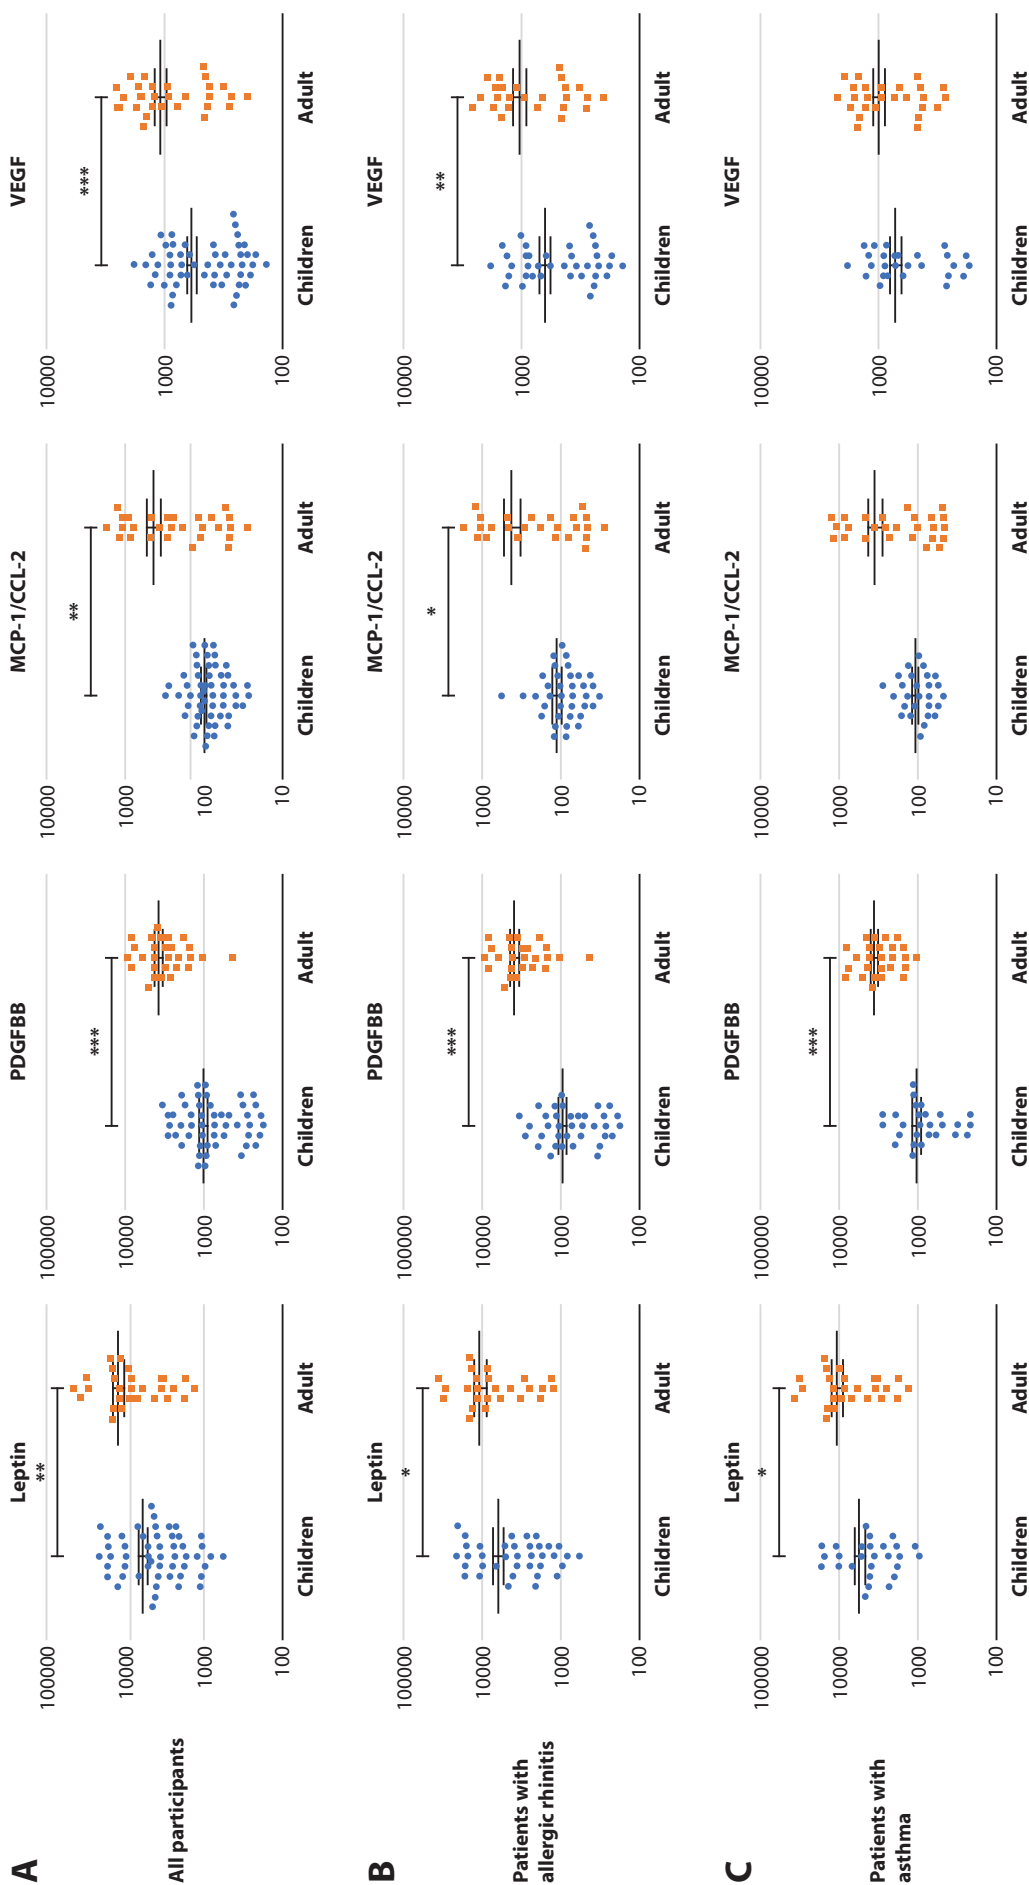 A
All participants
Leptin
**
100000
10000
1000
100
Children
Adult
PDGFBB
***
100000
10000
1000
100
Children
Adult
MCP-1/CCL-2
**
10000
10000
100
10
Children
Adult
VEGF
***
10000
1000
100
Children
Adult
B
Patients with
allergic rhinitis
Leptin
*
100000
10000
1000
100
Children
Adult
PDGFBB
***
100000
10000
1000
100
Children
Adult
MCP-1/CCL-2
*
10000
1000
100
10
Children
Adult
VEGF
**
10000
1000
100
Children
Adult
C
Patients with
asthma
Leptin
*
100000
10000
1000
100
Children
Adult
PDGFBB
***
100000
10000
1000
100
Children
Adult
MCP-1/CCL-2
10000
1000
100
10
Children
Adult
VEGF
10000
1000
100
Children
Adult